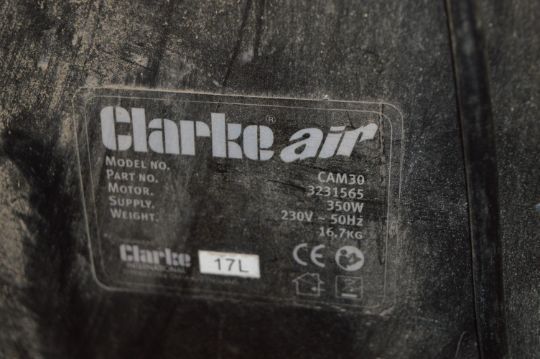 Clarke® air
MODEL NO. CAM30
PART NO. 3231565
MOTOR. 350W
SUPPLY. 230V ~ 50Hz
WEIGHT. 16.7KG
Clarke 17L CE
INTERNATIONAL